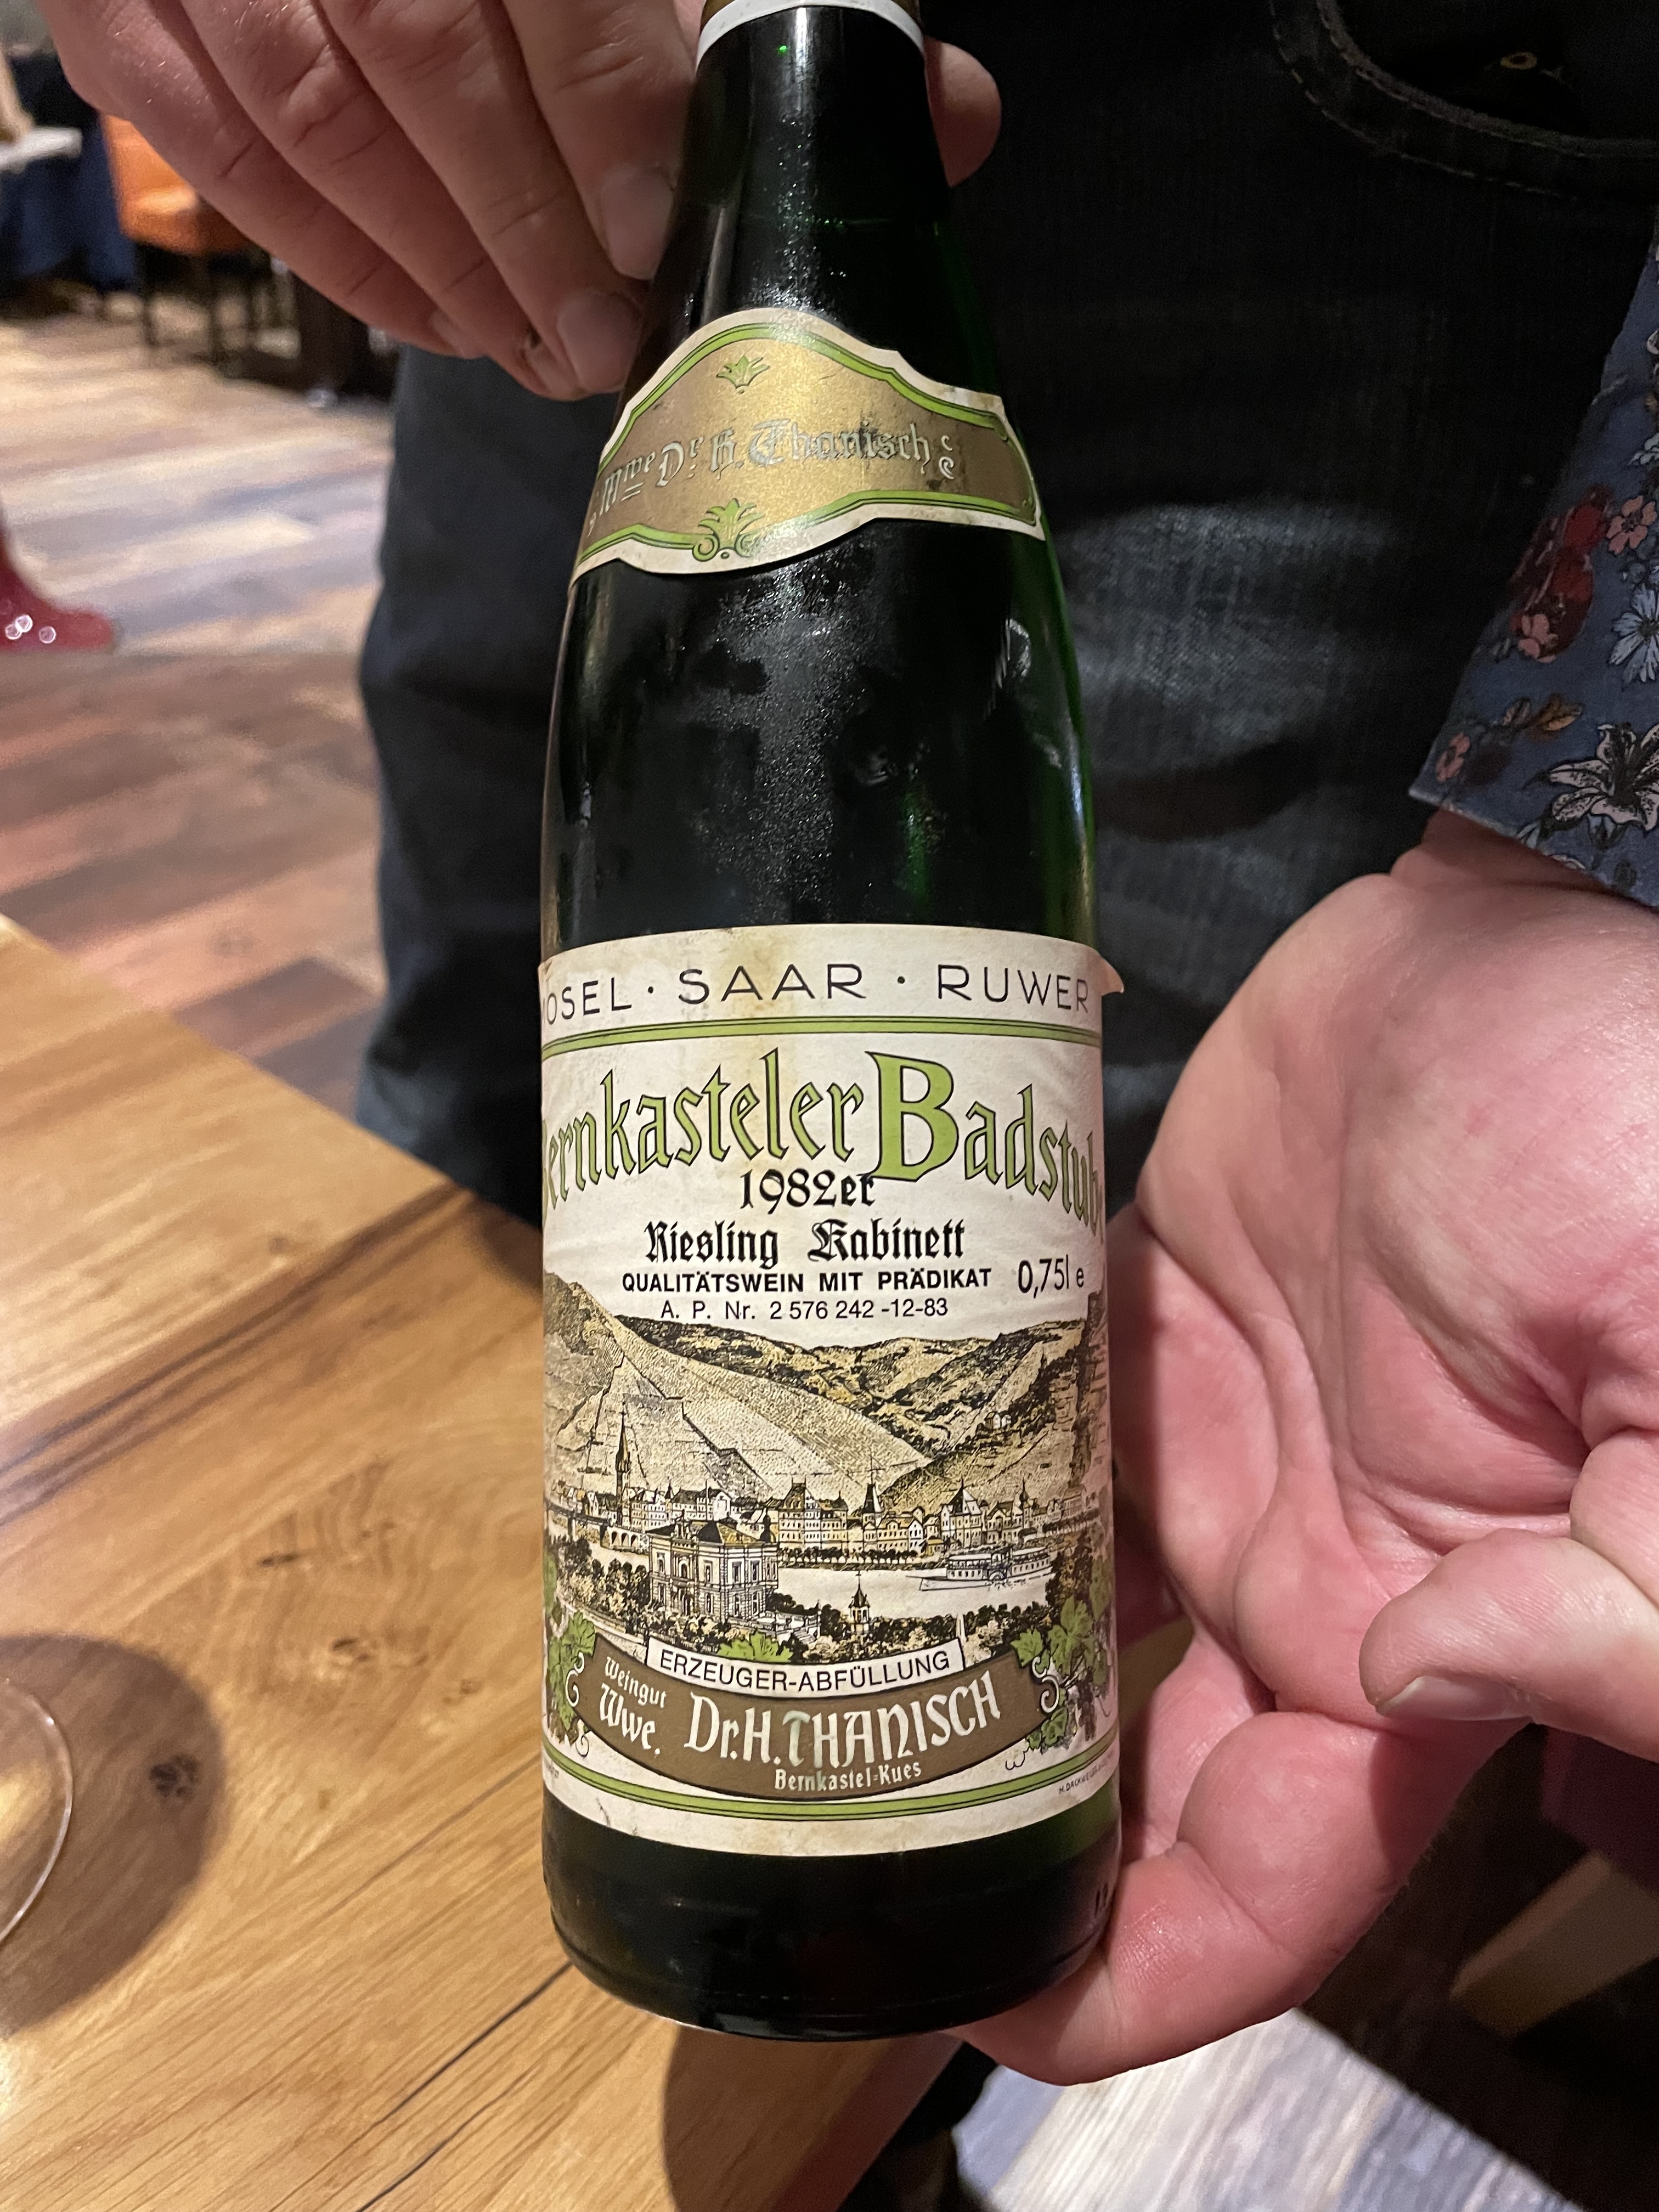 Wwe Dr. H. Thanisch
MOSEL · SAAR · RUWER
Bernkasteler Badstub
1982er
Riesling Kabinett
QUALITÄTSWEIN MIT PRÄDIKAT 0,75l e
A. P. Nr. 2 576 242 -12-83
ERZEUGER-ABFÜLLUNG
Weingut
Wwe. Dr. H. THANISCH
Bernkastel-Kues